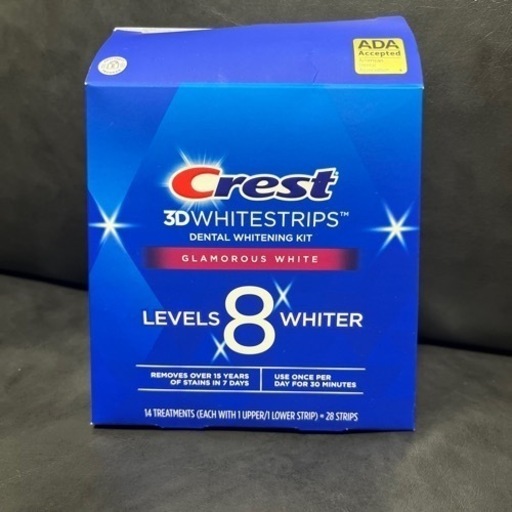 ADA
Accepted
Crest
3DWHITESTRIPS™
DENTAL WHITENING KIT
GLAMOROUS WHITE
LEVELS 8 WHITER
REMOVES OVER 15 YEARS
OF STAINS IN 7 DAYS
USE ONCE PER
DAY FOR 30 MINUTES
14 TREATMENTS (EACH WITH 1 UPPER/1 LOWER STRIP) = 28 STRIPS